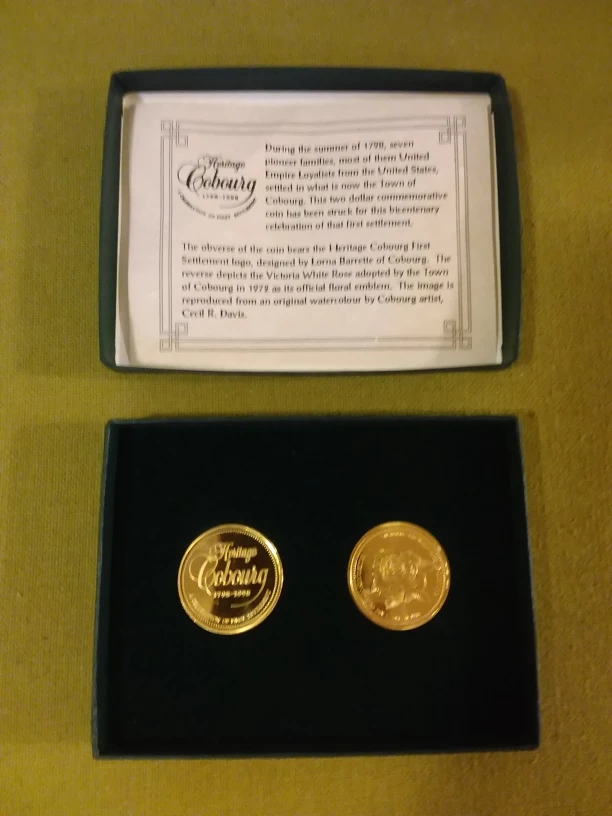 Heritage
Cobourg
1798-1998
During the summer of 1798, seven
pioneer families, most of them United
Empire Loyalists from the United States,
settled in what is now the Town of
Cobourg. This two dollar commemorative
coin has been struck for this bicentenary
celebration of that first settlement.
The obverse of the coin bears the Heritage Cobourg First
Settlement logo, designed by Lorna Barrette of Cobourg. The
reverse depicts the Victoria White Rose adopted by the Town
of Cobourg in 1972 as its official floral emblem. The image is
reproduced from an original watercolour by Cobourg artist,
Cecil R. Davis.
Heritage
Cobourg
1798-1998